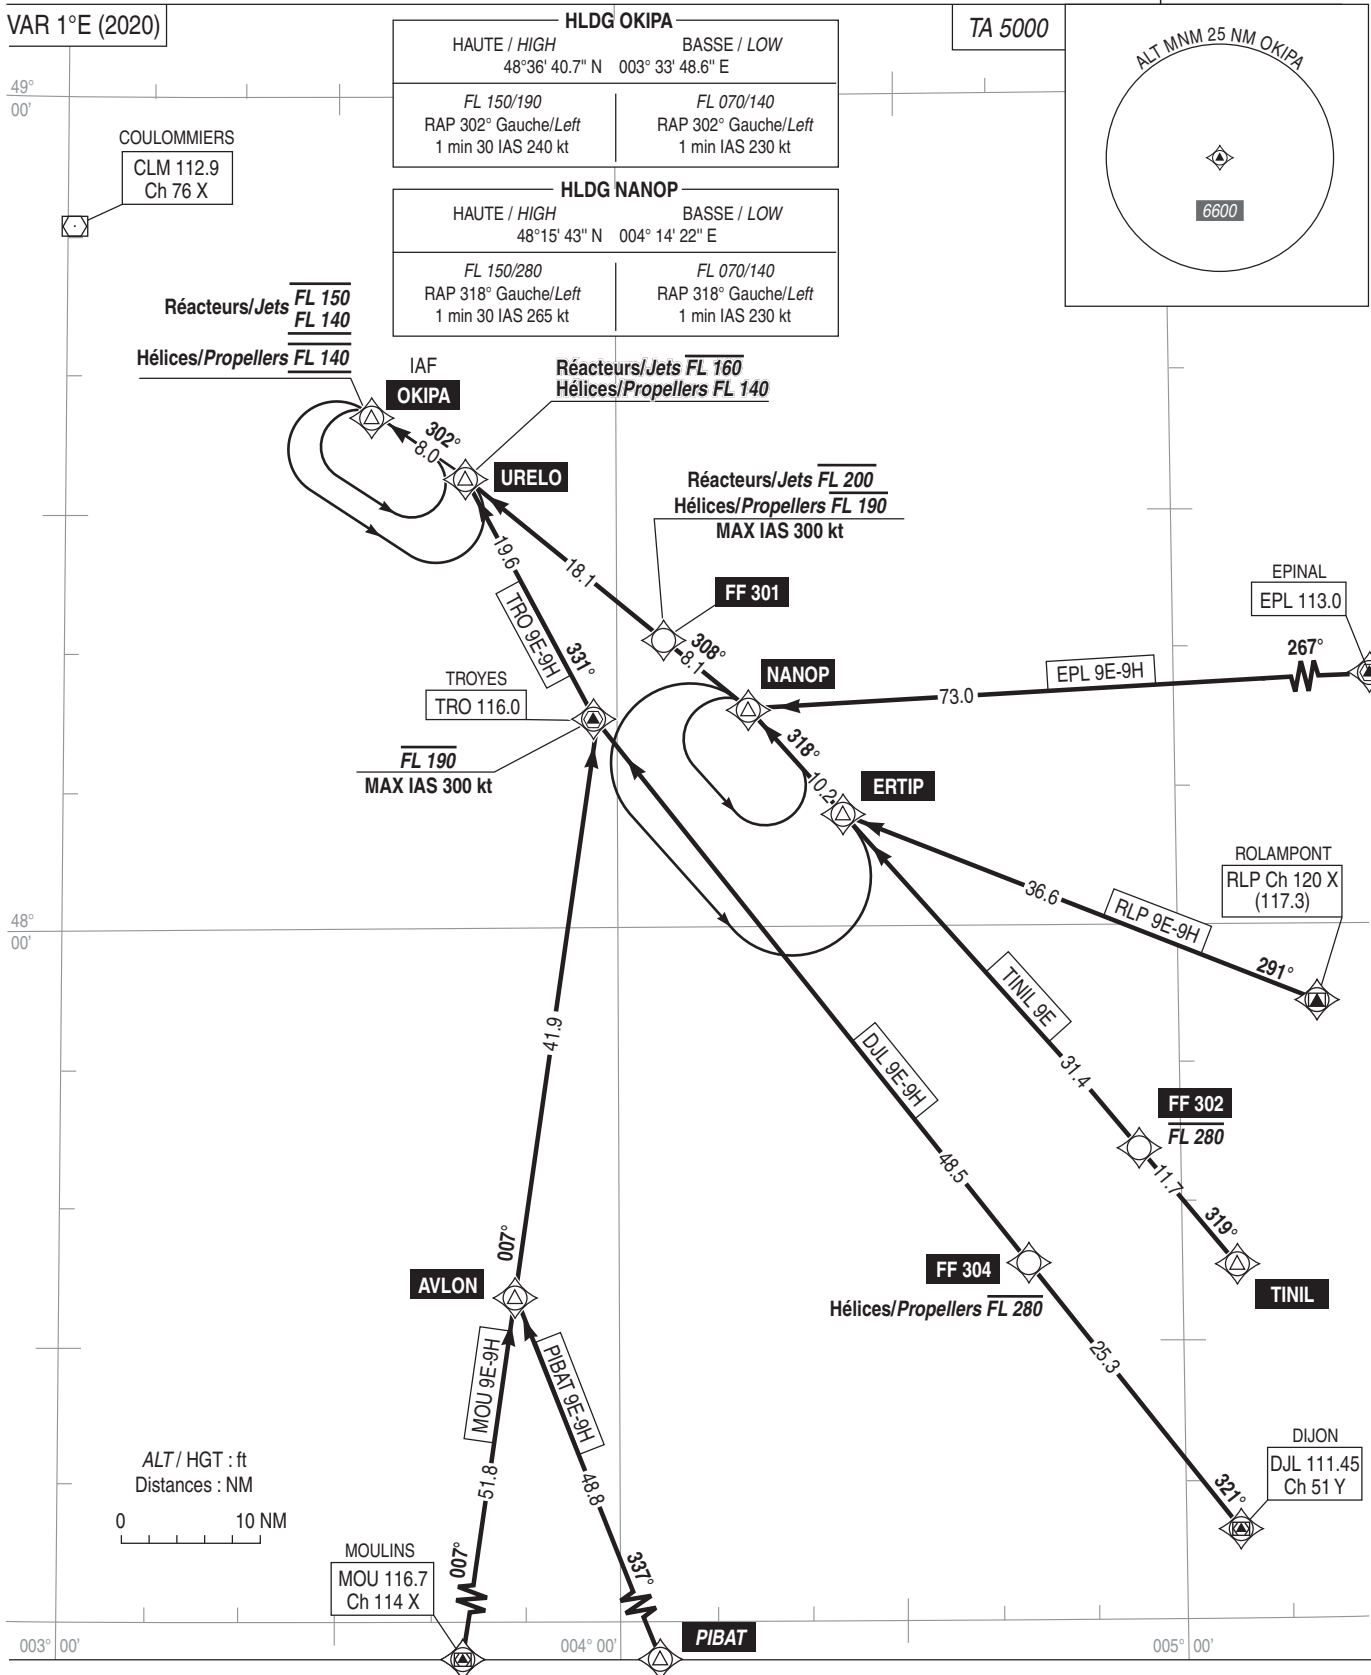 VAR 1°E (2020)
HLDG OKIPA
HAUTE / HIGH BASSE / LOW
48°36' 40.7" N 003° 33' 48.6" E
FL 150/190 FL 070/140
RAP 302° Gauche/Left RAP 302° Gauche/Left
1 min 30 IAS 240 kt 1 min IAS 230 kt
TA 5000
ALT MNM 25 NM OKIPA
6600
49°
00'
COULOMMIERS
CLM 112.9
Ch 76 X
HLDG NANOP
HAUTE / HIGH BASSE / LOW
48°15' 43" N 004° 14' 22" E
FL 150/280 FL 070/140
RAP 318° Gauche/Left RAP 318° Gauche/Left
1 min 30 IAS 265 kt 1 min IAS 230 kt
Réacteurs/Jets FL 150
FL 140
Hélices/Propellers FL 140
IAF
OKIPA
Réacteurs/Jets FL 160
Hélices/Propellers FL 140
302°
8.0
URELO
Réacteurs/Jets FL 200
Hélices/Propellers FL 190
MAX IAS 300 kt
19.6
18.1
TRO 9E-9H
331°
FF 301
308°
8.1
EPINAL
EPL 113.0
267°
EPL 9E-9H
73.0
NANOP
TROYES
TRO 116.0
FL 190
MAX IAS 300 kt
318°
10.2
ERTIP
ROLAMPONT
RLP Ch 120 X
(117.3)
36.6
RLP 9E-9H
291°
48°
00'
TINIL 9E
31.4
41.9
DJL 9E-9H
48.5
FF 302
FL 280
11.7
319°
TINIL
007°
AVLON
FF 304
Hélices/Propellers FL 280
25.3
MOU 9E-9H
PIBAT 9E-9H
51.8
48.8
DIJON
DJL 111.45
Ch 51 Y
321°
ALT / HGT : ft
Distances : NM
0 10 NM
MOULINS
MOU 116.7
Ch 114 X
007°
337°
PIBAT
003° 00' 004° 00' 005° 00'